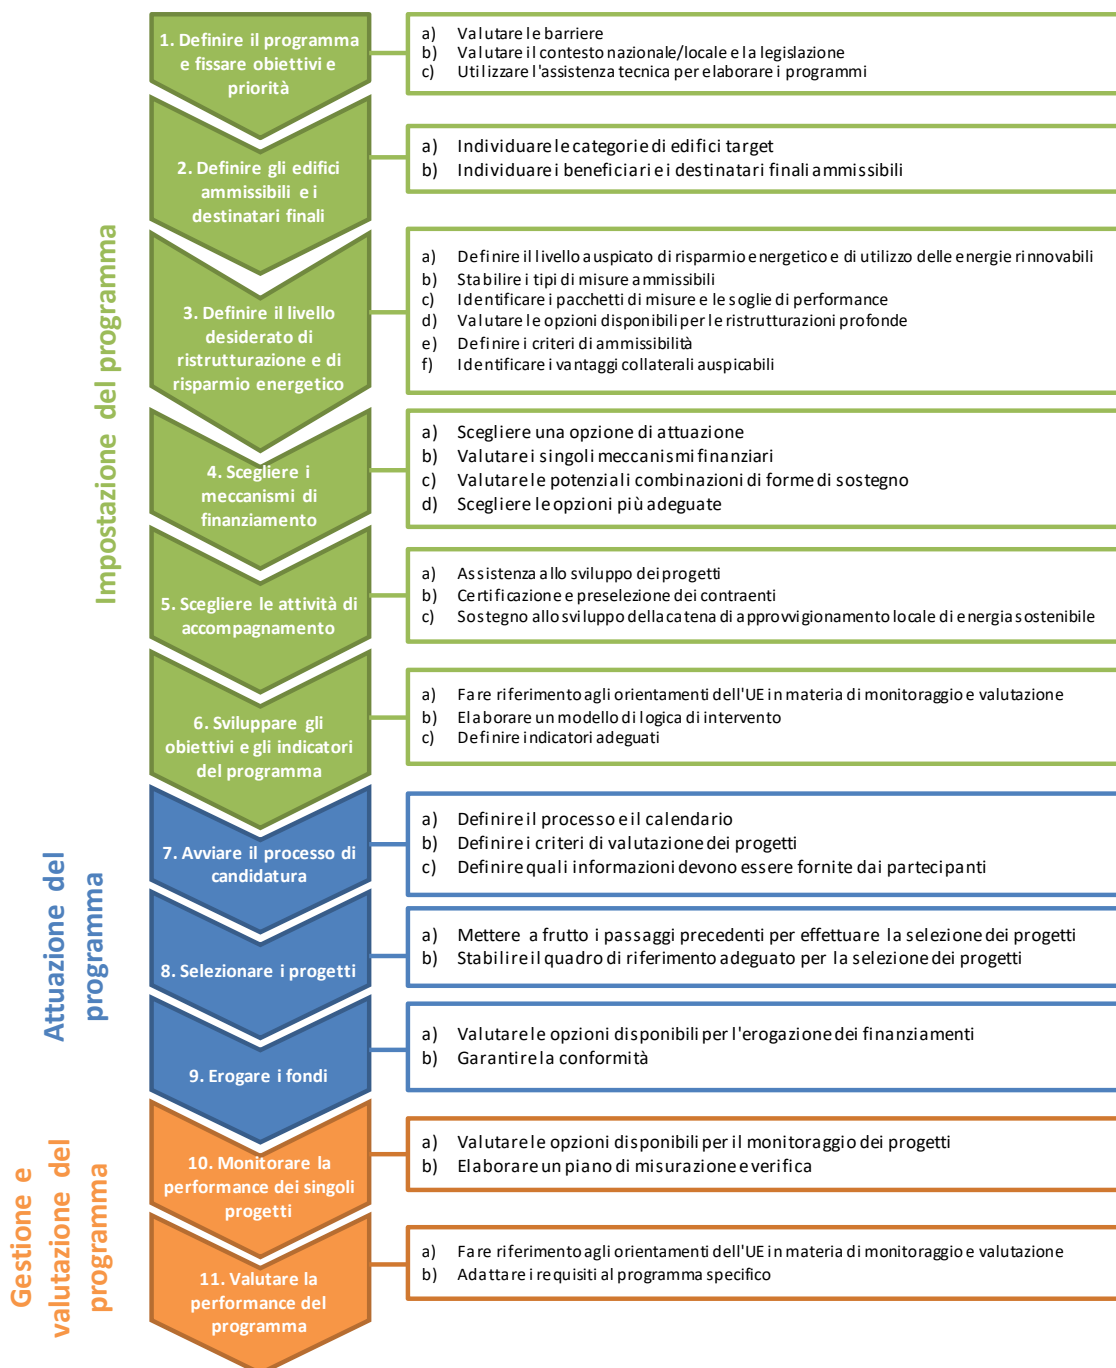 Impostazione del programma
1. Definire il programma
e fissare obiettivi e
priorità
a) Valutare le barriere
b) Valutare il contesto nazionale/locale e la legislazione
c) Utilizzare l'assistenza tecnica per elaborare i programmi
2. Definire gli edifici
ammissibili e i
destinatari finali
a) Individuare le categorie di edifici target
b) Individuare i beneficiari e i destinatari finali ammissibili
3. Definire il livello
desiderato di
ristrutturazione e di
risparmio energetico
a) Definire il livello auspicato di risparmio energetico e di utilizzo delle energie rinnovabili
b) Stabilire i tipi di misure ammissibili
c) Identificare i pacchetti di misure e le soglie di performance
d) Valutare le opzioni disponibili per le ristrutturazioni profonde
e) Definire i criteri di ammissibilità
f) Identificare i vantaggi collaterali auspicabili
4. Scegliere i
meccanismi di
finanziamento
a) Scegliere una opzione di attuazione
b) Valutare i singoli meccanismi finanziari
c) Valutare le potenziali combinazioni di forme di sostegno
d) Scegliere le opzioni più adeguate
5. Scegliere le attività di
accompagnamento
a) Assistenza allo sviluppo dei progetti
b) Certificazione e preselezione dei contraenti
c) Sostegno allo sviluppo della catena di approvvigionamento locale di energia sostenibile
6. Sviluppare gli
obiettivi e gli indicatori
del programma
a) Fare riferimento agli orientamenti dell'UE in materia di monitoraggio e valutazione
b) Elaborare un modello di logica di intervento
c) Definire indicatori adeguati
Attuazione del
programma
7. Avviare il processo di
candidatura
a) Definire il processo e il calendario
b) Definire i criteri di valutazione dei progetti
c) Definire quali informazioni devono essere fornite dai partecipanti
8. Selezionare i progetti
a) Mettere a frutto i passaggi precedenti per effettuare la selezione dei progetti
b) Stabilire il quadro di riferimento adeguato per la selezione dei progetti
9. Erogare i fondi
a) Valutare le opzioni disponibili per l'erogazione dei finanziamenti
b) Garantire la conformità
Gestione e
valutazione del
programma
10. Monitorare la
performance dei singoli
progetti
a) Valutare le opzioni disponibili per il monitoraggio dei progetti
b) Elaborare un piano di misurazione e verifica
11. Valutare la
performance del
programma
a) Fare riferimento agli orientamenti dell'UE in materia di monitoraggio e valutazione
b) Adattare i requisiti al programma specifico